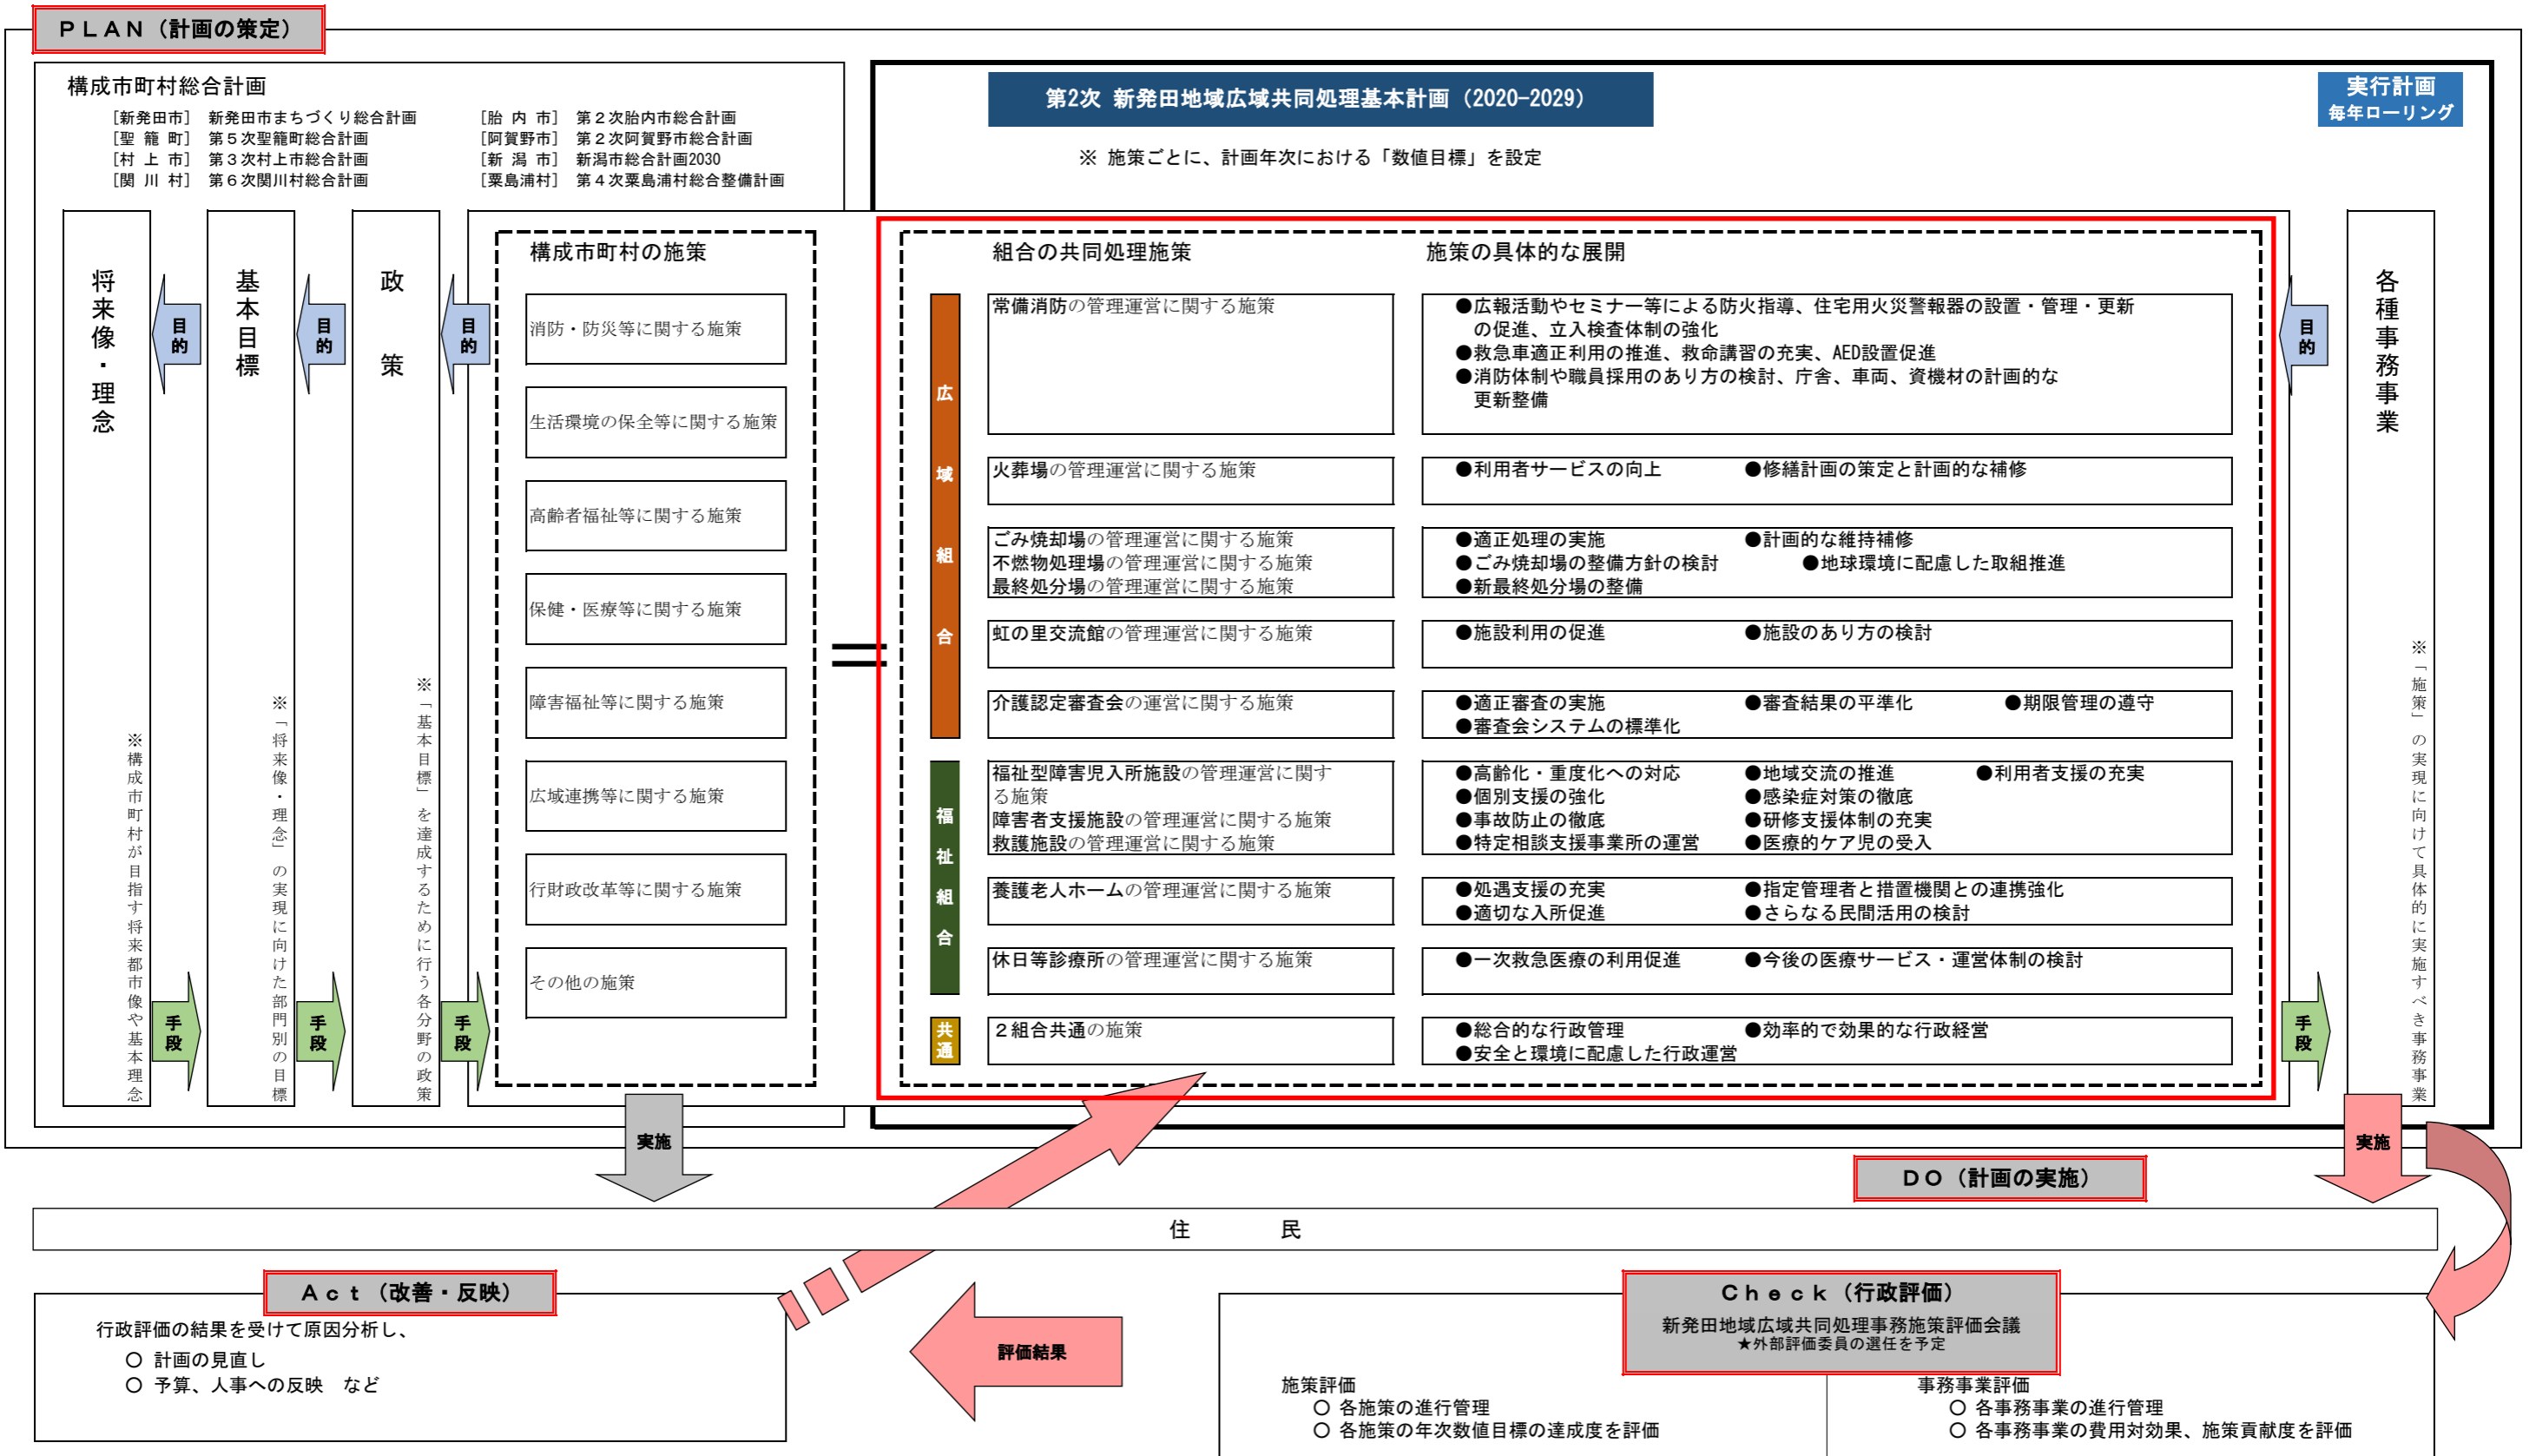 ＰＬＡＮ（計画の策定）
構成市町村総合計画
［新発田市］ 新発田市まちづくり総合計画
［聖 籠 町］ 第５次聖籠町総合計画
［村 上 市］ 第３次村上市総合計画
［関 川 村］ 第６次関川村総合計画
［胎 内 市］ 第２次胎内市総合計画
［阿賀野市］ 第２次阿賀野市総合計画
［新 潟 市］ 新潟市総合計画2030
［粟島浦村］ 第４次粟島浦村総合整備計画
第2次 新発田地域広域共同処理基本計画（2020-2029）
※ 施策ごとに、計画年次における「数値目標」を設定
実行計画
毎年ローリング
将来像・理念
※構成市町村が目指す将来都市像や基本理念
目的
手段
基本目標
※「将来像・理念」の実現に向けた部門別の目標
目的
手段
政策
※「基本目標」を達成するために行う各分野の政策
目的
手段
構成市町村の施策
消防・防災等に関する施策
生活環境の保全等に関する施策
高齢者福祉等に関する施策
保健・医療等に関する施策
障害福祉等に関する施策
広域連携等に関する施策
行財政改革等に関する施策
その他の施策
＝
組合の共同処理施策
施策の具体的な展開
広域組合
常備消防の管理運営に関する施策
●広報活動やセミナー等による防火指導、住宅用火災警報器の設置・管理・更新
の促進、立入検査体制の強化
●救急車適正利用の推進、救命講習の充実、AED設置促進
●消防体制や職員採用のあり方の検討、庁舎、車両、資機材の計画的な
更新整備
火葬場の管理運営に関する施策
●利用者サービスの向上 ●修繕計画の策定と計画的な補修
ごみ焼却場の管理運営に関する施策
不燃物処理場の管理運営に関する施策
最終処分場の管理運営に関する施策
●適正処理の実施 ●計画的な維持補修
●ごみ焼却場の整備方針の検討 ●地球環境に配慮した取組推進
●新最終処分場の整備
虹の里交流館の管理運営に関する施策
●施設利用の促進 ●施設のあり方の検討
介護認定審査会の運営に関する施策
●適正審査の実施 ●審査結果の平準化 ●期限管理の遵守
●審査会システムの標準化
福祉組合
福祉型障害児入所施設の管理運営に関す
る施策
障害者支援施設の管理運営に関する施策
救護施設の管理運営に関する施策
●高齢化・重度化への対応 ●地域交流の推進 ●利用者支援の充実
●個別支援の強化 ●感染症対策の徹底
●事故防止の徹底 ●研修支援体制の充実
●特定相談支援事業所の運営 ●医療的ケア児の受入
養護老人ホームの管理運営に関する施策
●処遇支援の充実 ●指定管理者と措置機関との連携強化
●適切な入所促進 ●さらなる民間活用の検討
休日等診療所の管理運営に関する施策
●一次救急医療の利用促進 ●今後の医療サービス・運営体制の検討
共通
２組合共通の施策
●総合的な行政管理 ●効率的で効果的な行政経営
●安全と環境に配慮した行政運営
目的
手段
各種事務事業
※「施策」の実現に向けて具体的に実施すべき事務事業
実施
実施
ＤＯ（計画の実施）
住 民
Ａｃｔ（改善・反映）
行政評価の結果を受けて原因分析し、
〇 計画の見直し
〇 予算、人事への反映 など
評価結果
Ｃｈｅｃｋ（行政評価）
新発田地域広域共同処理事務施策評価会議
★外部評価委員の選任を予定
施策評価
〇 各施策の進行管理
〇 各施策の年次数値目標の達成度を評価
事務事業評価
〇 各事務事業の進行管理
〇 各事務事業の費用対効果、施策貢献度を評価